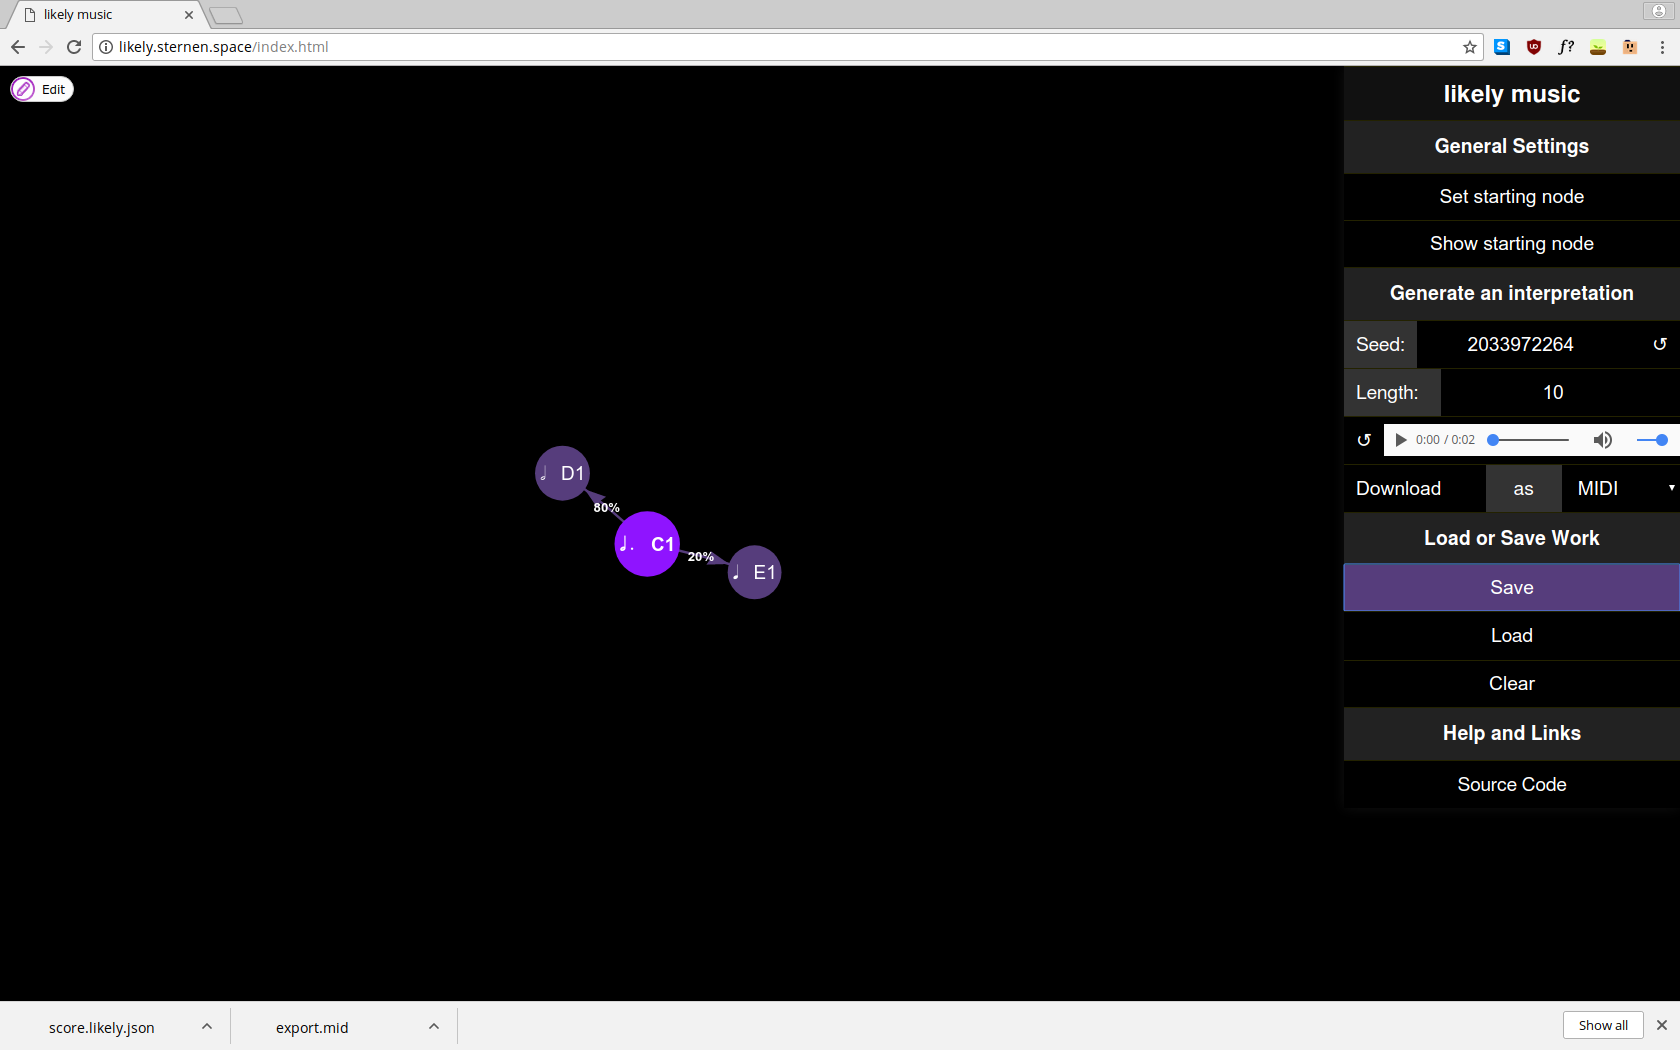 likely music
likely.sternen.space/index.html
f?
Edit
likely music
General Settings
Set starting node
Show starting node
Generate an interpretation
Seed: 2033972264
Length: 10
0:00 / 0:02
Download as MIDI
Load or Save Work
Save
Load
Clear
Help and Links
Source Code
D1
80%
C1
20%
E1
score.likely.json
export.mid
Show all